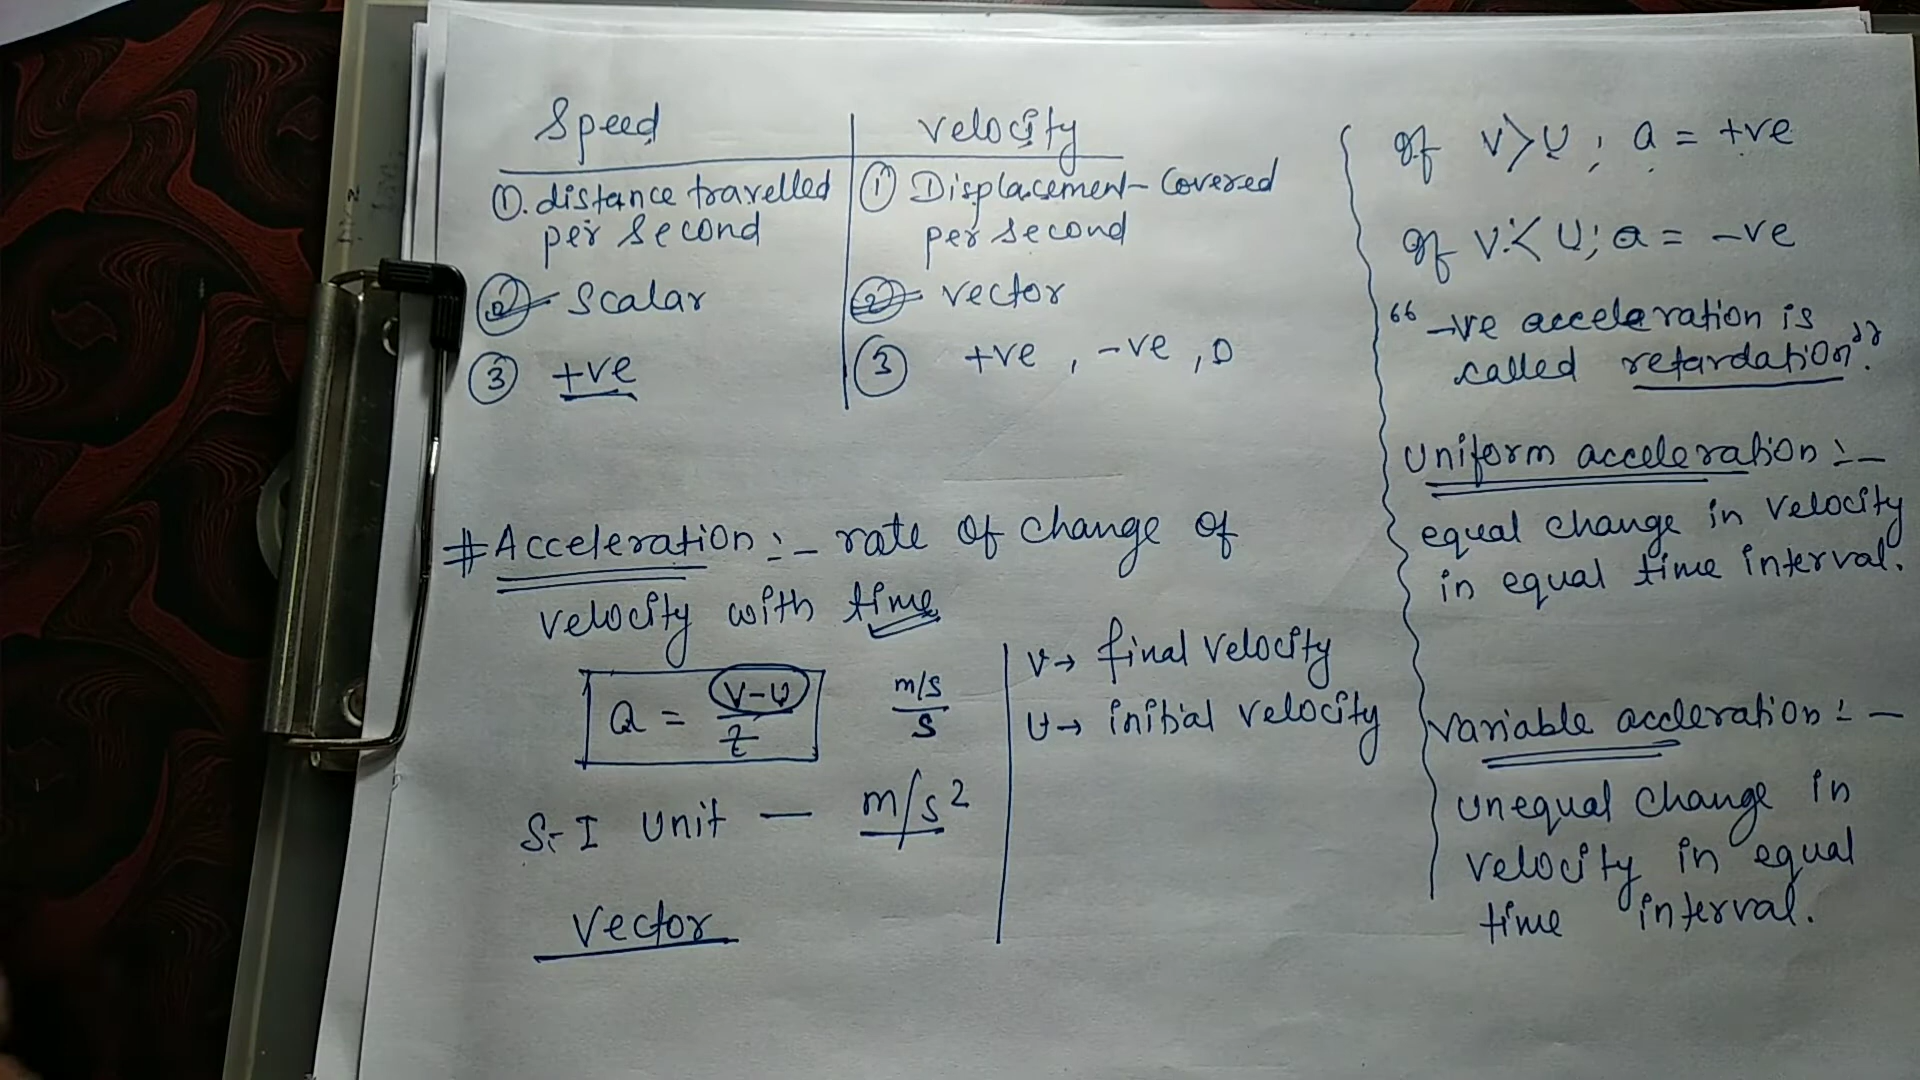 Speed
① distance travelled
per second
② Scalar
③ +ve
velocity
① Displacement covered
per second
② vector
③ +ve, -ve, 0
# Acceleration :- rate of change of
velocity with time
a = v-u/t
m/s/s
S.I unit — m/s²
Vector
v→ final velocity
u→ initial velocity
If v>u; a = +ve
If v<u; a = -ve
"-ve acceleration is
called retardation".
uniform acceleration :-
equal change in velocity
in equal time interval.
variable accleration :-
unequal change in
velocity in equal
time interval.